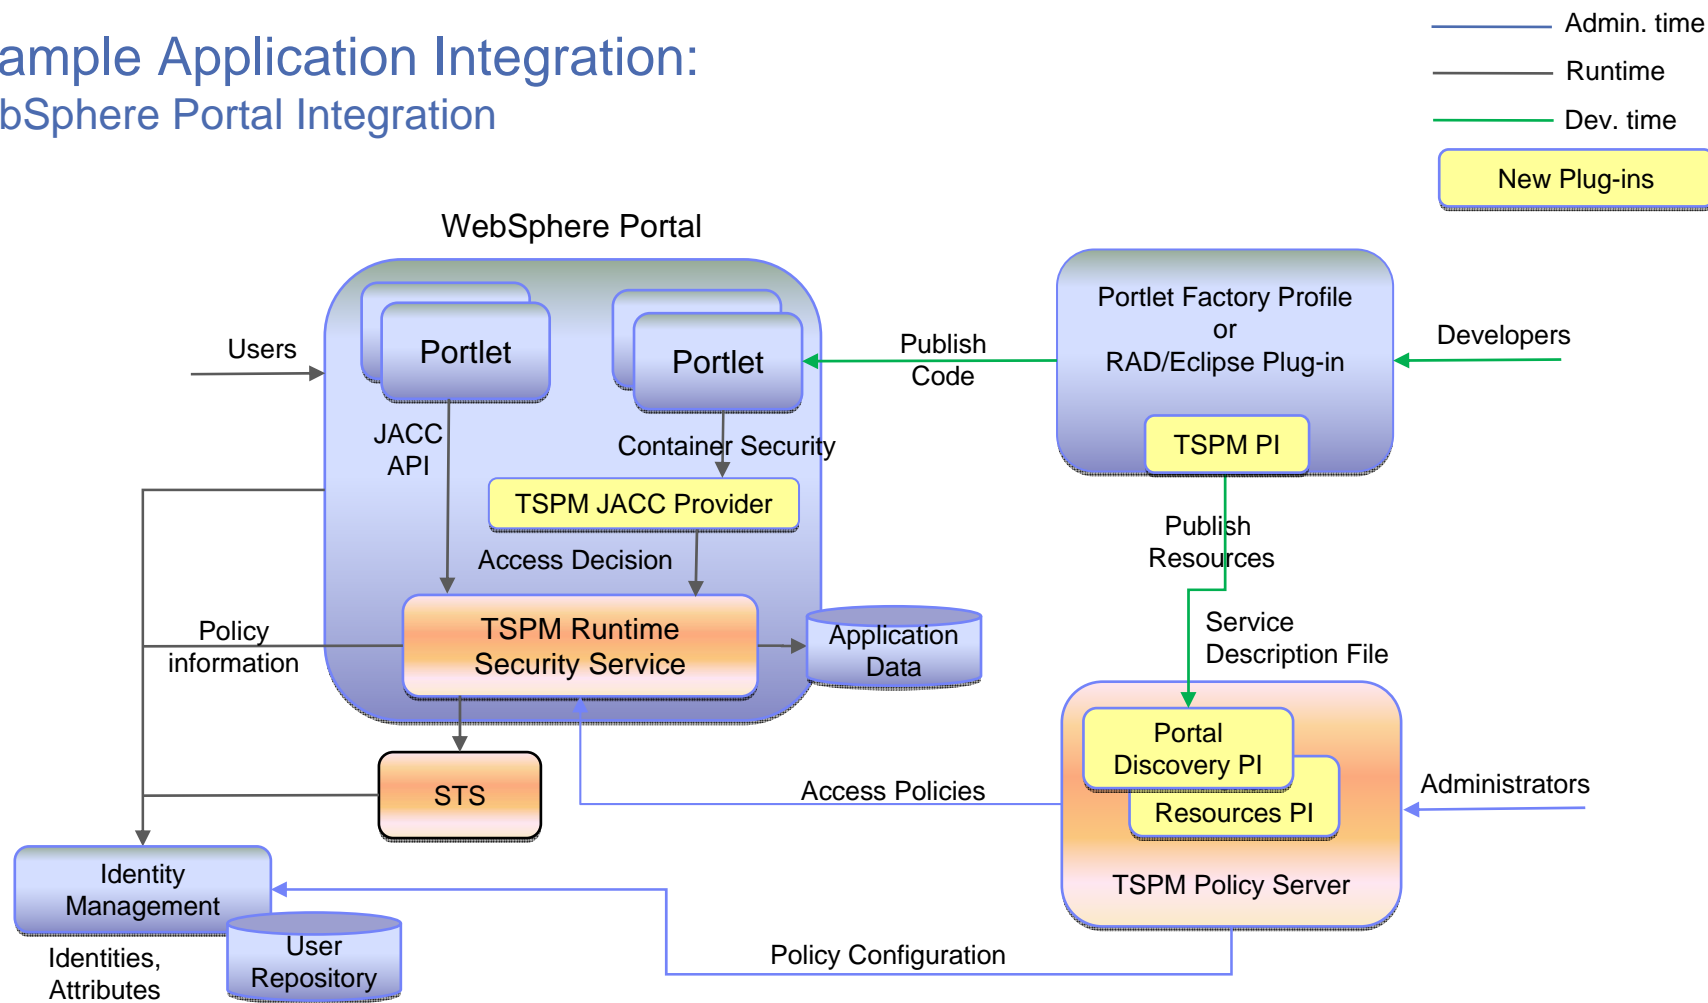 ample Application Integration:
bSphere Portal Integration
Admin. time
Runtime
Dev. time
New Plug-ins
WebSphere Portal
Users
Portlet
Portlet
Publish
Code
Portlet Factory Profile
or
RAD/Eclipse Plug-in
TSPM PI
Developers
JACC
API
Container Security
TSPM JACC Provider
Access Decision
Publish
Resources
Policy
information
TSPM Runtime
Security Service
Application
Data
Service
Description File
STS
Access Policies
Portal
Discovery PI
Resources PI
TSPM Policy Server
Administrators
Identity
Management
Identities,
Attributes
User
Repository
Policy Configuration